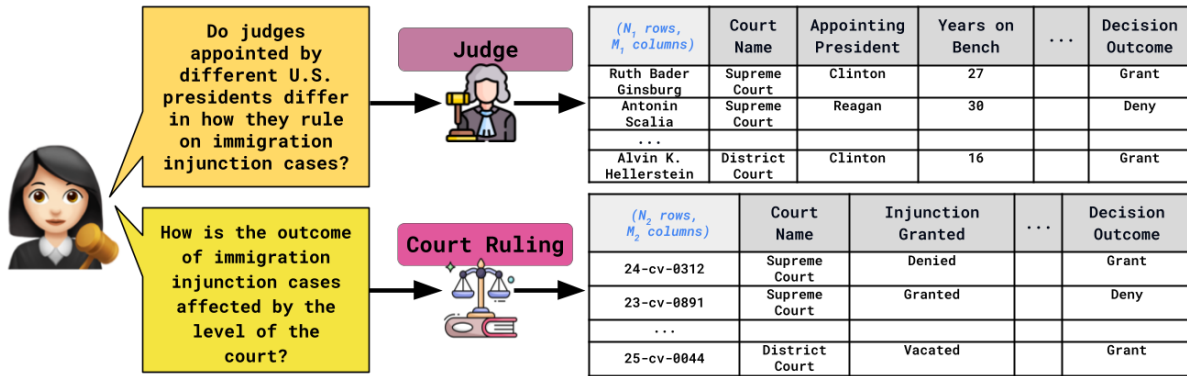 Do judges
appointed by
different U.S.
presidents differ
in how they rule
on immigration
injunction cases?
Judge
(N1 rows,
M1 columns)
Court
Name
Appointing
President
Years on
Bench
...
Decision
Outcome
Ruth Bader
Ginsburg
Supreme
Court
Clinton
27
Grant
Antonin
Scalia
Supreme
Court
Reagan
30
Deny
...
Alvin K.
Hellerstein
District
Court
Clinton
16
Grant
How is the outcome
of immigration
injunction cases
affected by the
level of the
court?
Court Ruling
(N2 rows,
M2 columns)
Court
Name
Injunction
Granted
...
Decision
Outcome
24-cv-0312
Supreme
Court
Denied
Grant
23-cv-0891
Supreme
Court
Granted
Deny
...
25-cv-0044
District
Court
Vacated
Grant